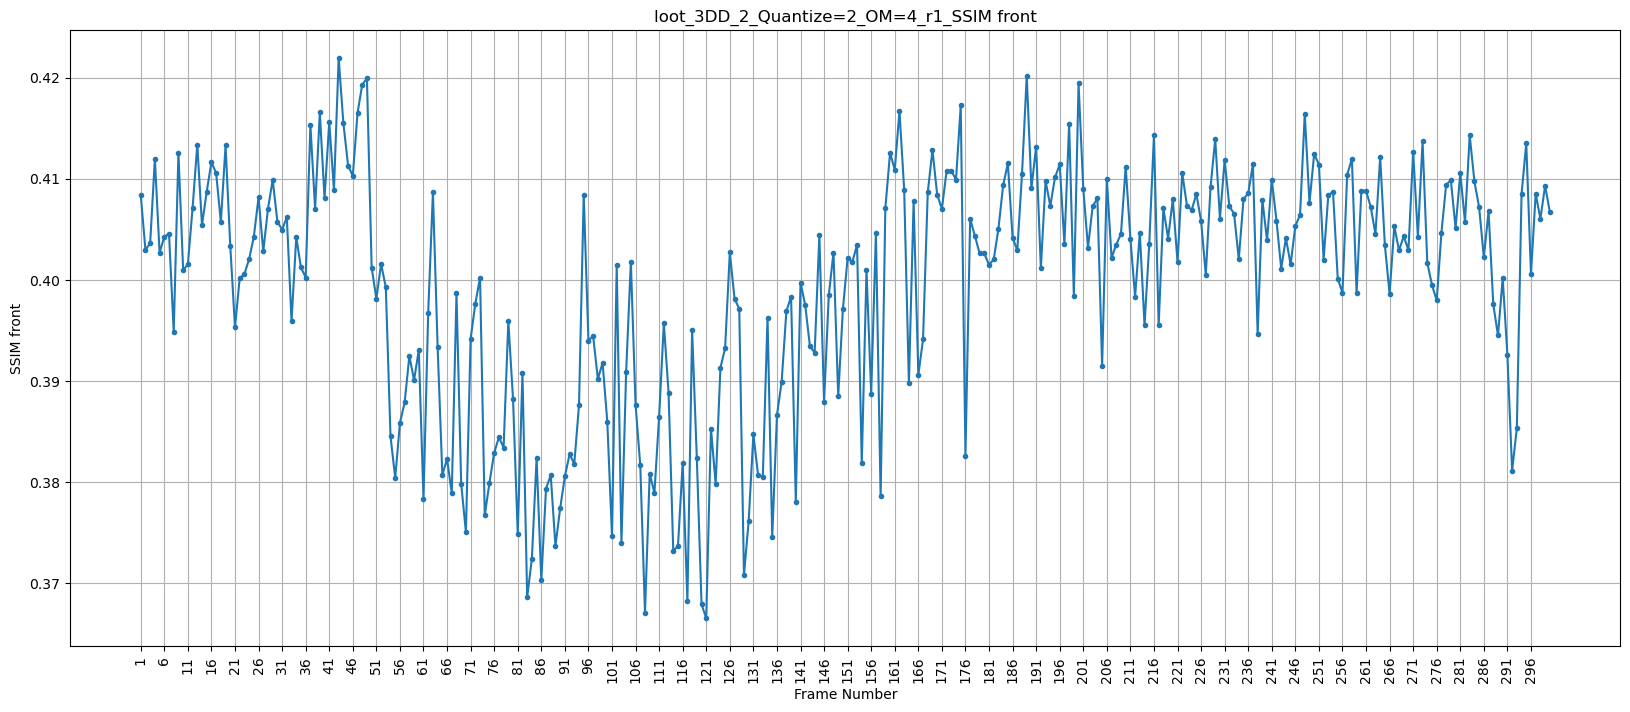 loot_3DD_2_Quantize=2_OM=4_r1_SSIM front
0.42
0.41
0.40
0.39
0.38
0.37
SSIM front
1 6 11 16 21 26 31 36 41 46 51 56 61 66 71 76 81 86 91 96 101 106 111 116 121 126 131 136 141 146 151 156 161 166 171 176 181 186 191 196 201 206 211 216 221 226 231 236 241 246 251 256 261 266 271 276 281 286 291 296
Frame Number